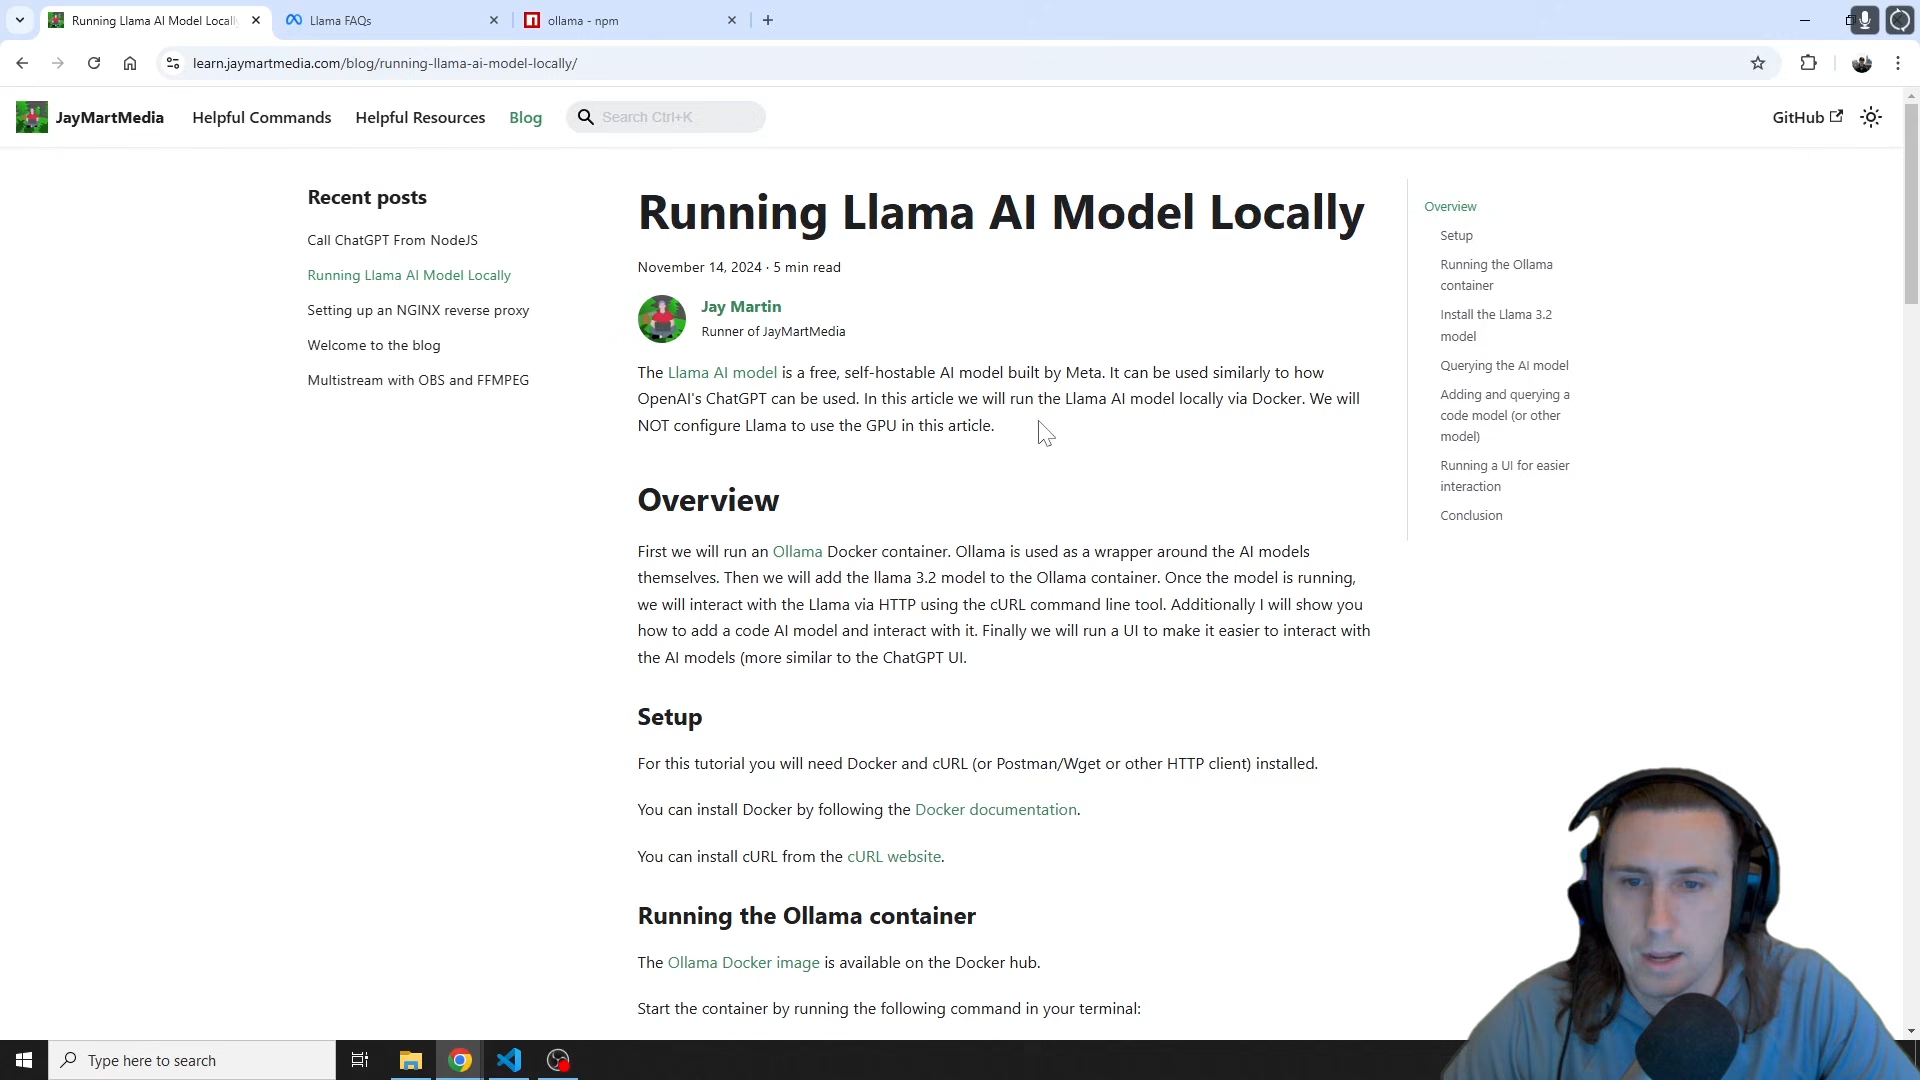 Running Llama AI Model Locally
Llama FAQs
ollama - npm
learn.jaymartmedia.com/blog/running-llama-ai-model-locally/
JayMartMedia
Helpful Commands
Helpful Resources
Blog
Search Ctrl+K
GitHub
Recent posts
Call ChatGPT From NodeJS
Running Llama AI Model Locally
Setting up an NGINX reverse proxy
Welcome to the blog
Multistream with OBS and FFMPEG
Running Llama AI Model Locally
November 14, 2024 · 5 min read
Jay Martin
Runner of JayMartMedia
The Llama AI model is a free, self-hostable AI model built by Meta. It can be used similarly to how
OpenAI's ChatGPT can be used. In this article we will run the Llama AI model locally via Docker. We will
NOT configure Llama to use the GPU in this article.
Overview
First we will run an Ollama Docker container. Ollama is used as a wrapper around the AI models
themselves. Then we will add the llama 3.2 model to the Ollama container. Once the model is running,
we will interact with the Llama via HTTP using the cURL command line tool. Additionally I will show you
how to add a code AI model and interact with it. Finally we will run a UI to make it easier to interact with
the AI models (more similar to the ChatGPT UI.
Setup
For this tutorial you will need Docker and cURL (or Postman/Wget or other HTTP client) installed.
You can install Docker by following the Docker documentation.
You can install cURL from the cURL website.
Running the Ollama container
The Ollama Docker image is available on the Docker hub.
Start the container by running the following command in your terminal:
Overview
Setup
Running the Ollama
container
Install the Llama 3.2
model
Querying the AI model
Adding and querying a
code model (or other
model)
Running a UI for easier
interaction
Conclusion
Type here to search